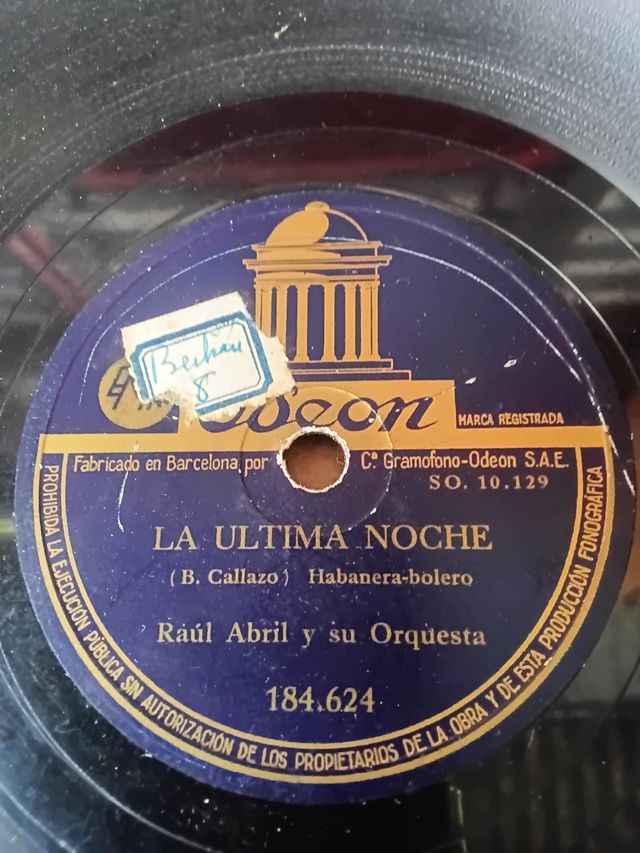 Odeon
MARCA REGISTRADA
Fabricado en Barcelona por Cª Gramofono-Odeon S.A.E.
SO. 10.129
LA ULTIMA NOCHE
(B. Callazo) Habanera-bolero
Raúl Abril y su Orquesta
184.624
PROHIBIDA LA EJECUCIÓN PÚBLICA SIN AUTORIZACIÓN DE LOS PROPIETARIOS DE LA OBRA Y DE ESTA PRODUCCIÓN FONOGRÁFICA
8